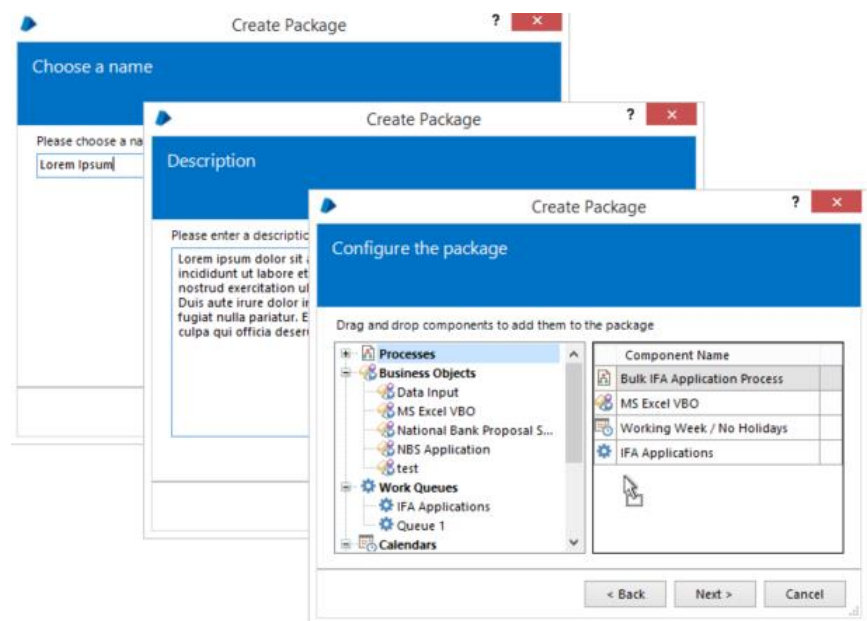 Create Package
?
Choose a name
Please choose a na
Lorem Ipsum
Create Package
?
Description
Please enter a descriptic
Lorem ipsum dolor sit
incididunt ut labore et
nostrud exercitation ul
Duis aute irure dolor in
fugiat nulla pariatur. E
culpa qui officia deseru
Create Package
?
Configure the package
Drag and drop components to add them to the package
Processes
Business Objects
Data Input
MS Excel VBO
National Bank Proposal S...
NBS Application
test
Work Queues
IFA Applications
Queue 1
Calendars
Component Name
Bulk IFA Application Process
MS Excel VBO
Working Week / No Holidays
IFA Applications
< Back Next > Cancel